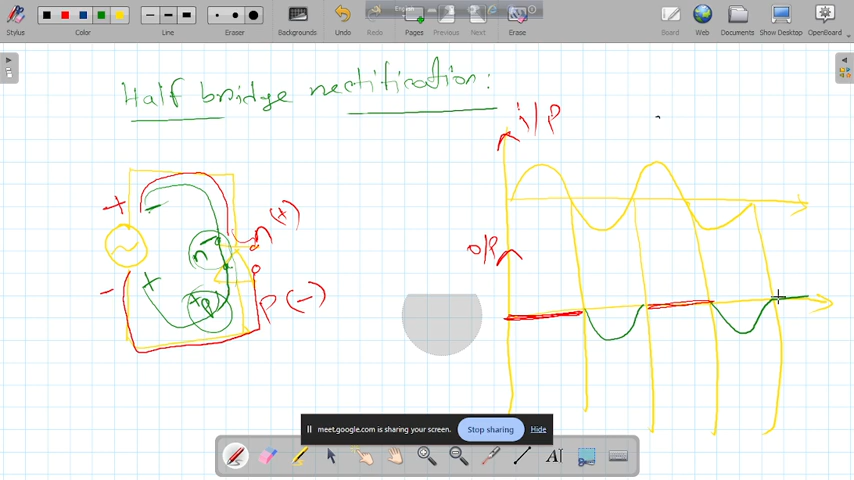 English
Stylus
Line
Eraser
Backgrounds
Undo
Redo
Pages
Previous
Next
Erase
Board
Web
Documents
Show Desktop
OpenBoard
Half bridge rectification:
i/P
+
-
n (+)
n-
+
+p
P (-)
o/P
-
meet.google.com is sharing your screen.
Stop sharing
Hide